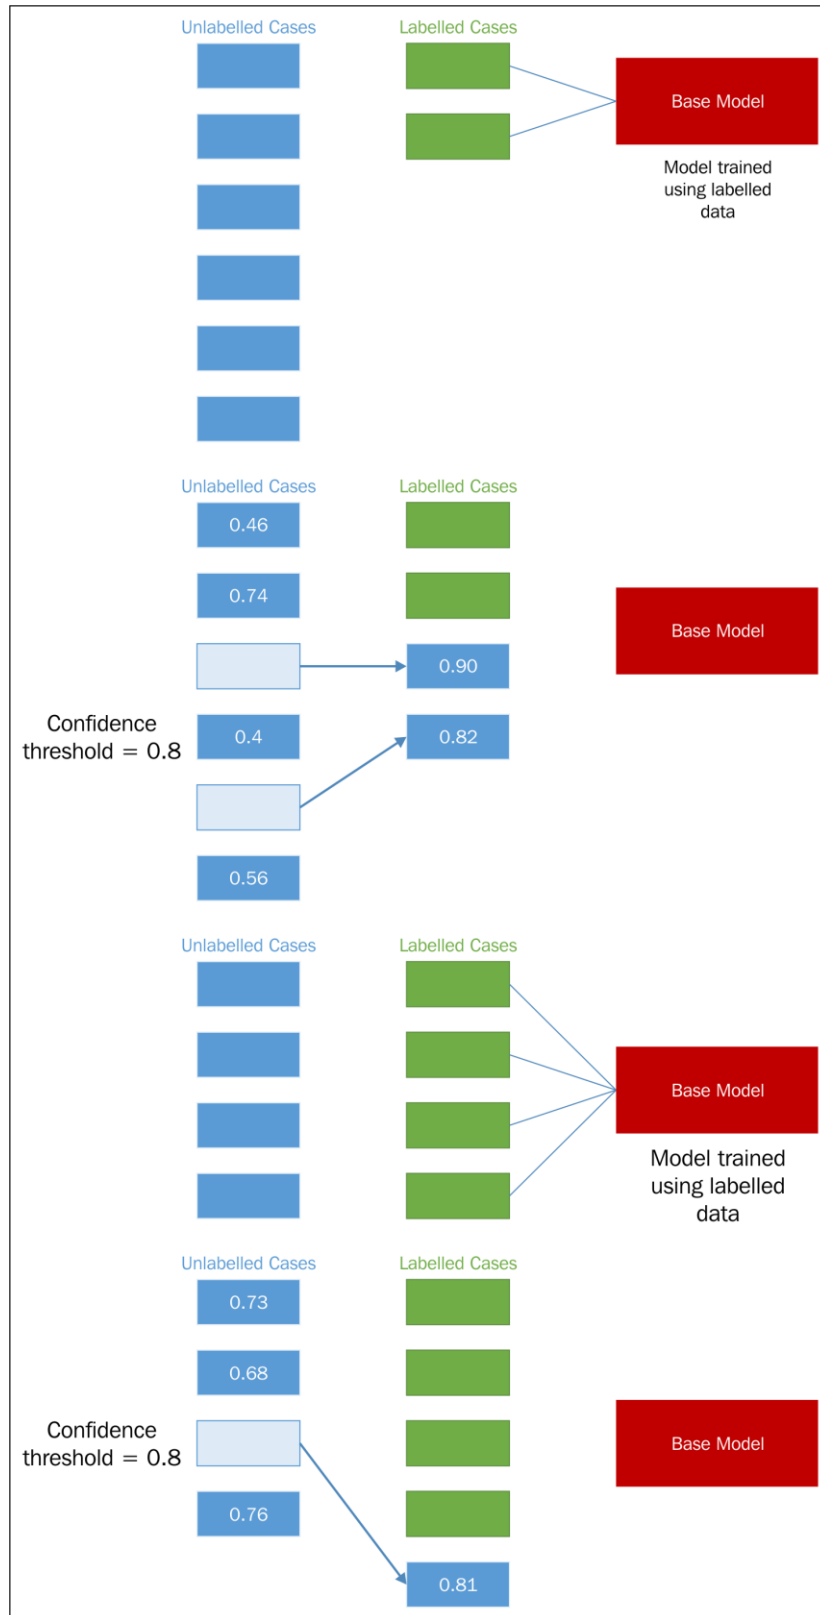 Unlabelled Cases
Labelled Cases
Base Model
Model trained
using labelled
data
Unlabelled Cases
Labelled Cases
0.46
0.74
Base Model
0.90
Confidence
threshold = 0.8
0.4
0.82
0.56
Unlabelled Cases
Labelled Cases
Base Model
Model trained
using labelled
data
Unlabelled Cases
Labelled Cases
0.73
0.68
Confidence
threshold = 0.8
Base Model
0.76
0.81